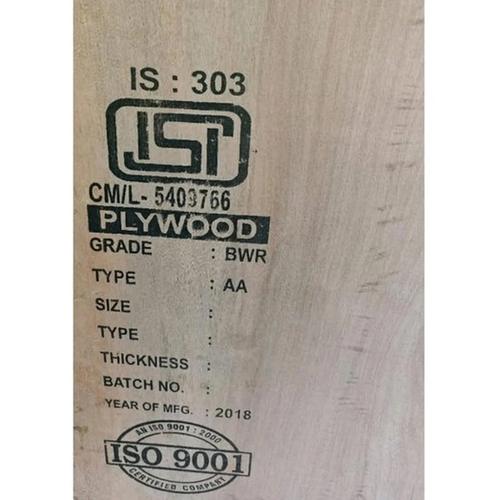 IS : 303
ISI
CM/L- 5409766
PLYWOOD
GRADE : BWR
TYPE : AA
SIZE :
TYPE :
THICKNESS :
BATCH NO. :
YEAR OF MFG. : 2018
AN ISO 9001 : 2000
ISO 9001
CERTIFIED COMPANY